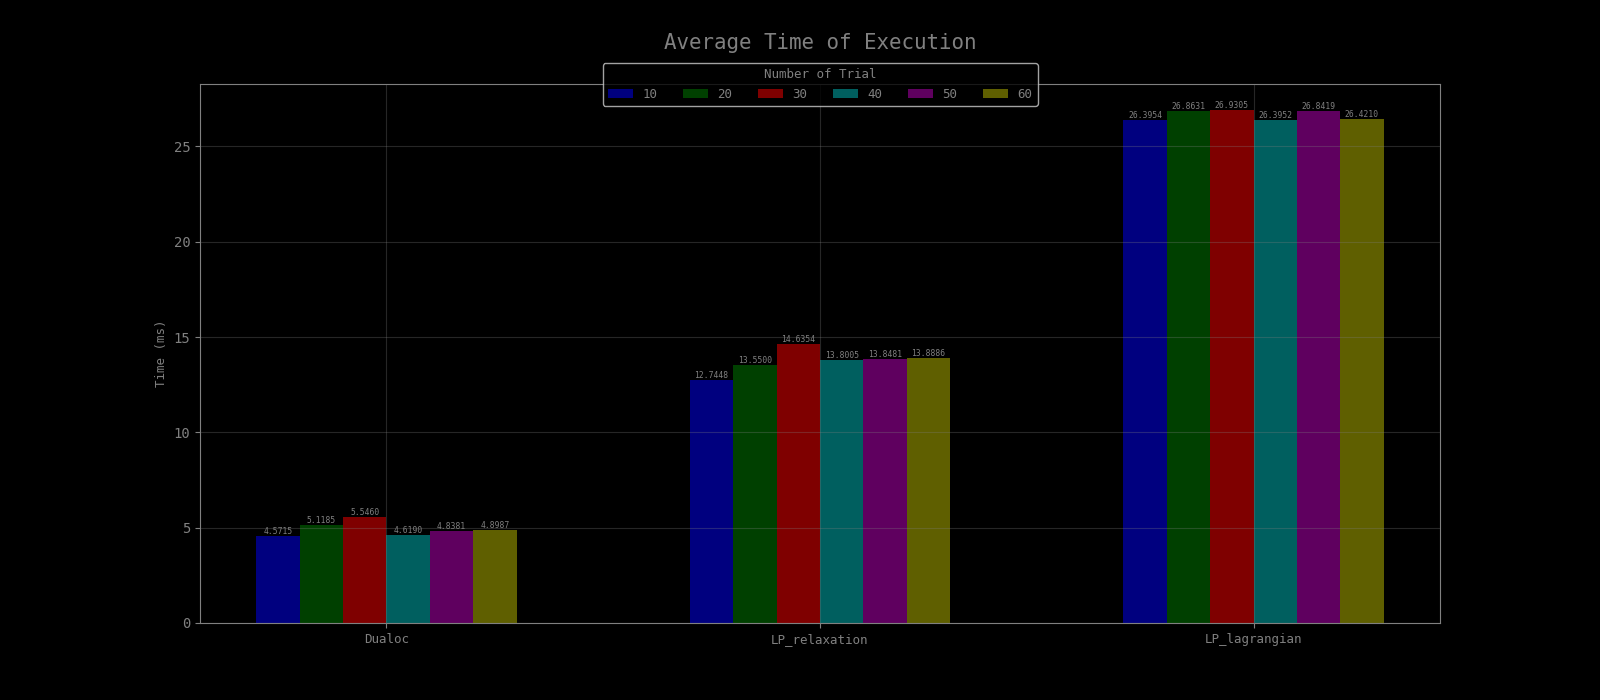 Average Time of Execution
Number of Trial
10 20 30 40 50 60
Time (ms)
25
20
15
10
5
0
4.5715 5.1185 5.5460 4.6190 4.8381 4.8987
12.7448 13.5500 14.6354 13.8005 13.8481 13.8886
26.3954 26.8631 26.9305 26.3952 26.8419 26.4210
Dualoc LP_relaxation LP_lagrangian